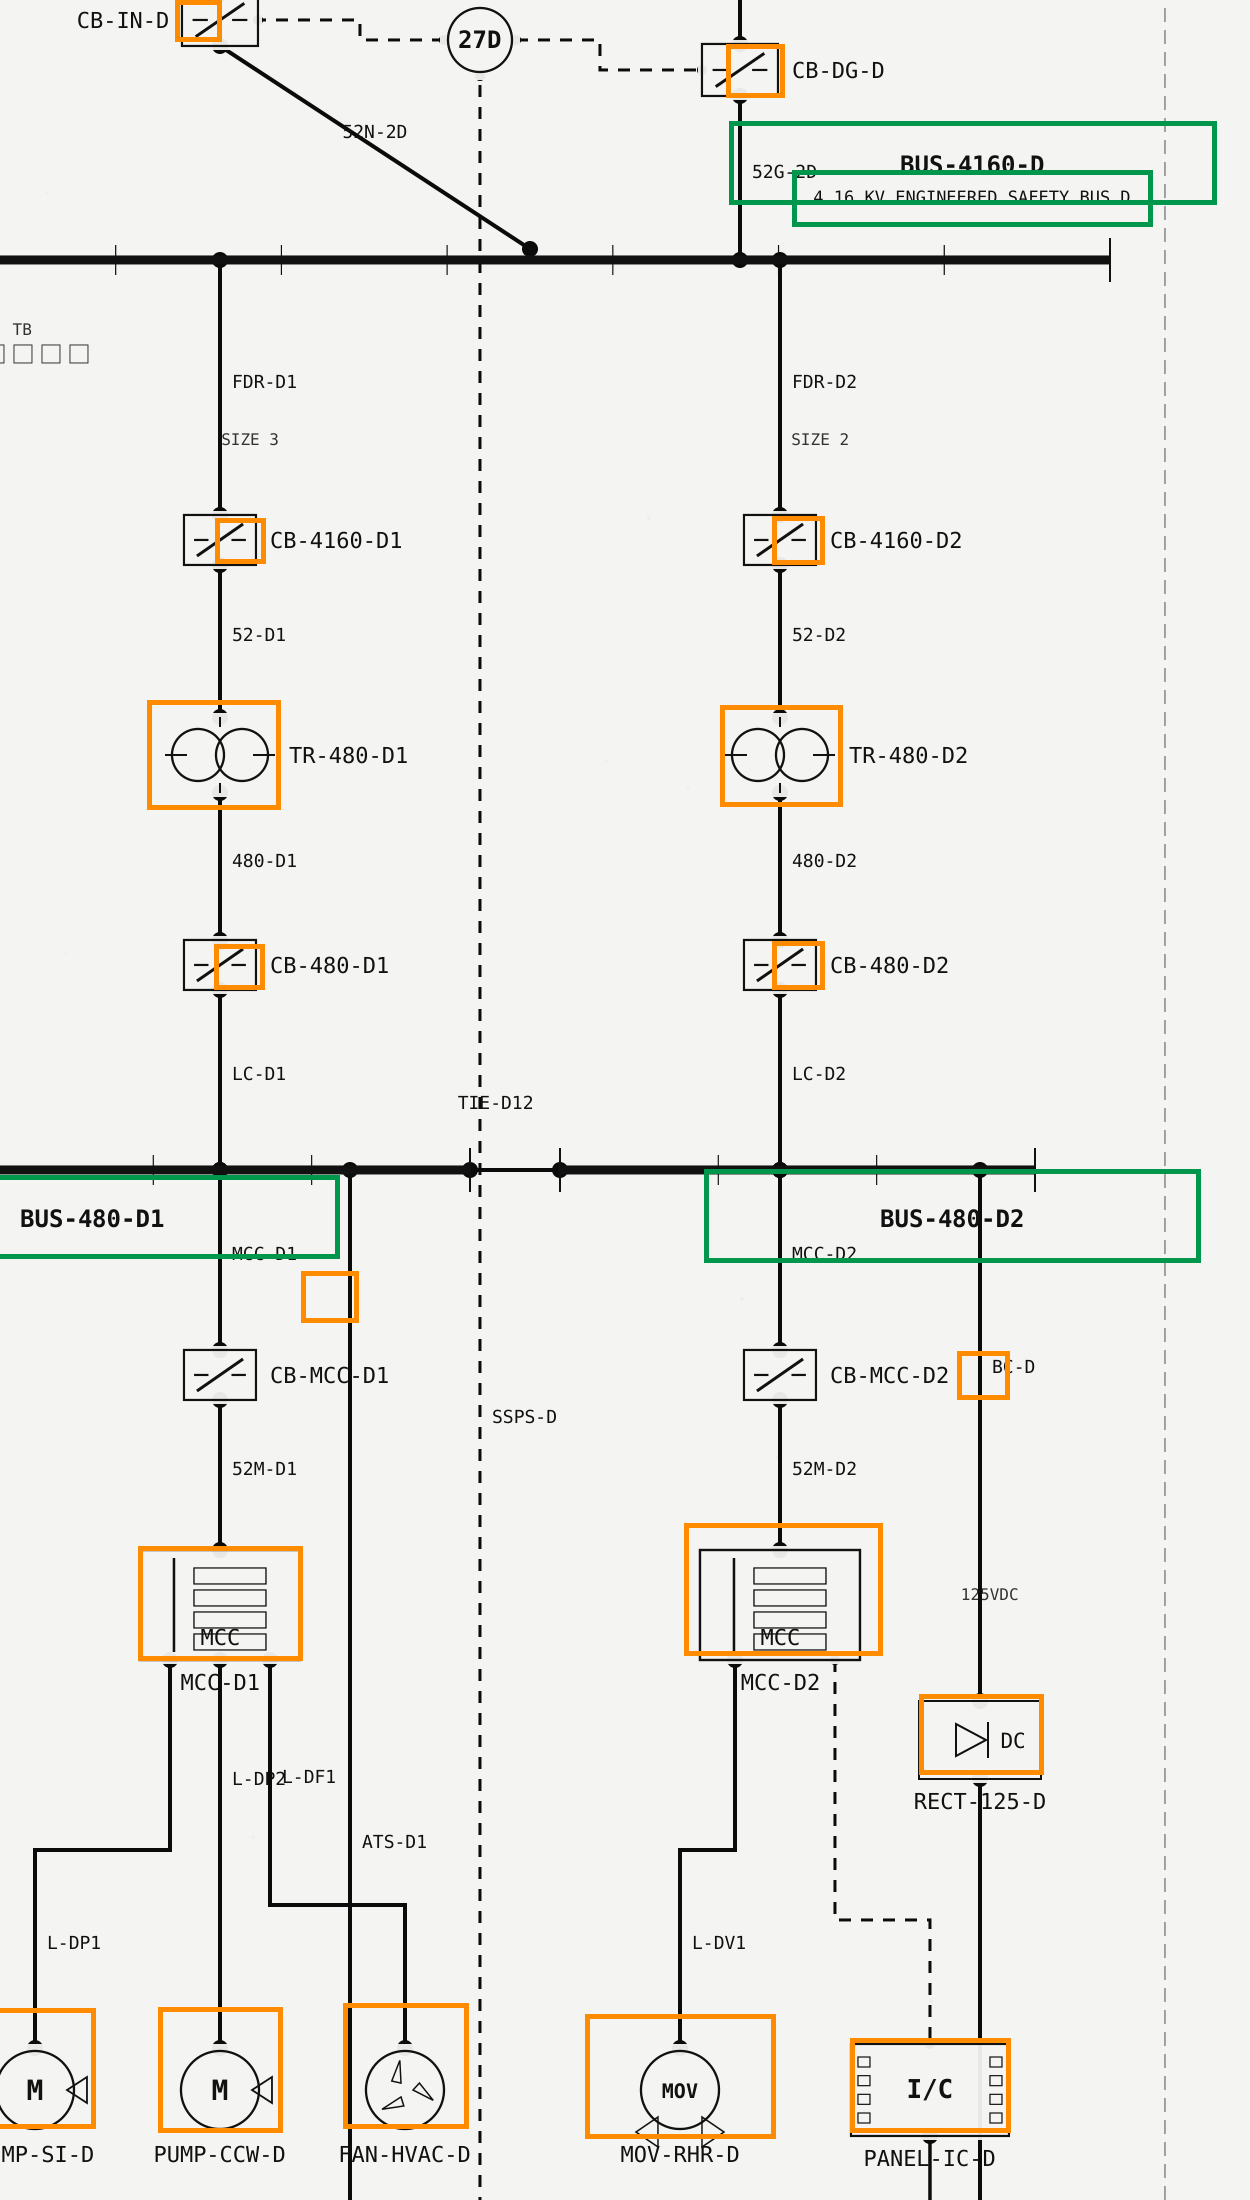 CB-IN-D
27D
CB-DG-D
52N-2D
52G-2D
BUS-4160-D
4.16 KV ENGINEERED SAFETY BUS D
TB
FDR-D1
FDR-D2
SIZE 3
SIZE 2
CB-4160-D1
CB-4160-D2
52-D1
52-D2
TR-480-D1
TR-480-D2
480-D1
480-D2
CB-480-D1
CB-480-D2
LC-D1
LC-D2
TIE-D12
BUS-480-D1
BUS-480-D2
MCC-D1
MCC-D2
CB-MCC-D1
CB-MCC-D2
BC-D
SSPS-D
52M-D1
52M-D2
125VDC
MCC
MCC
MCC-D1
MCC-D2
DC
RECT-125-D
L-DP2
L-DF1
ATS-D1
L-DP1
L-DV1
M
M
MOV
I/C
MP-SI-D
PUMP-CCW-D
FAN-HVAC-D
MOV-RHR-D
PANEL-IC-D